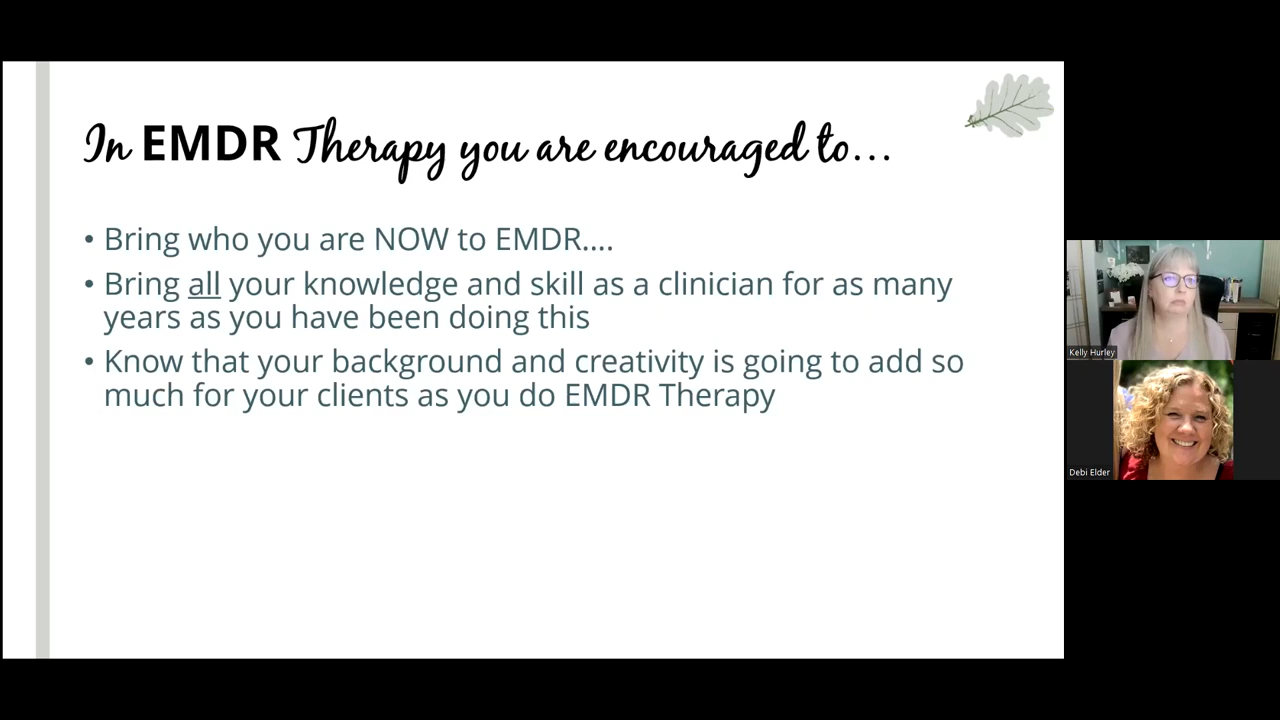 In EMDR Therapy you are encouraged to...
• Bring who you are NOW to EMDR....
• Bring all your knowledge and skill as a clinician for as many
years as you have been doing this
• Know that your background and creativity is going to add so
much for your clients as you do EMDR Therapy
Kelly Hurley
Debi Elder